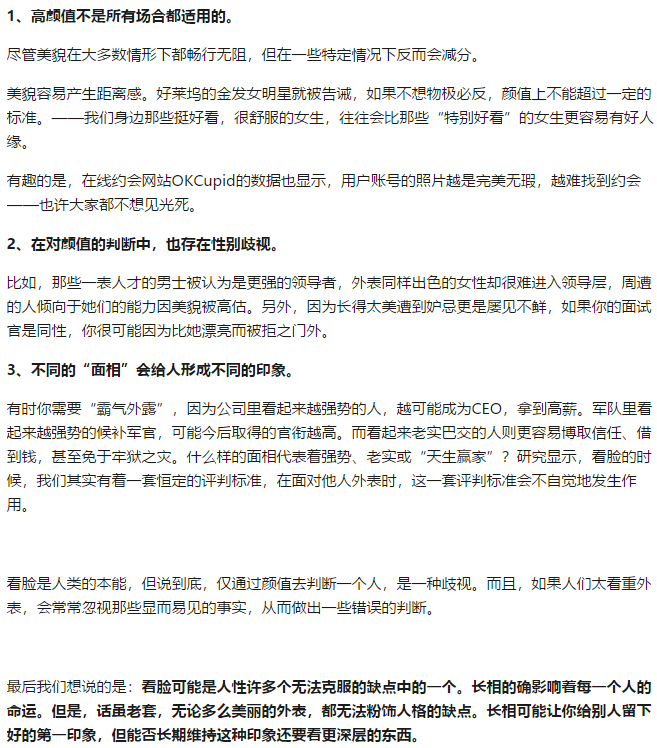 1、高颜值不是所有场合都适用的。
尽管美貌在大多数情形下都畅行无阻，但在一些特定情况下反而会减分。
美貌容易产生距离感。好莱坞的金发女明星就被告诫，如果不想物极必反，颜值上不能超过一定的
标准。——我们身边那些挺好看，很舒服的女生，往往会比那些“特别好看”的女生更容易有好人
缘。
有趣的是，在线约会网站OKCupid的数据也显示，用户账号的照片越是完美无瑕，越难找到约会
——也许大家都不想见光死。
2、在对颜值的判断中，也存在性别歧视。
比如，那些一表人才的男士被认为是更强的领导者，外表同样出色的女性却很难进入领导层，周遭
的人倾向于她们的能力因美貌被高估。另外，因为长得太美遭到妒忌更是屡见不鲜，如果你的面试
官是同性，你很可能因为比她漂亮而被拒之门外。
3、不同的“面相”会给人形成不同的印象。
有时你需要“霸气外露”，因为公司里看起来越强势的人，越可能成为CEO，拿到高薪。军队里看
起来越强势的候补军官，可能今后取得的官衔越高。而看起来老实巴交的人则更容易博取信任、借
到钱，甚至免于牢狱之灾。什么样的面相代表着强势、老实或“天生赢家”？研究显示，看脸的时
候，我们其实有着一套恒定的评判标准，在面对他人外表时，这一套评判标准会不自觉地发生作
用。
看脸是人类的本能，但说到底，仅通过颜值去判断一个人，是一种歧视。而且，如果人们太看重外
表，会常常忽视那些显而易见的事实，从而做出一些错误的判断。
最后我们想说的是：看脸可能是人性许多个无法克服的缺点中的一个。长相的确影响着每一个人的
命运。但是，话虽老套，无论多么美丽的外表，都无法粉饰人格的缺点。长相可能让你给别人留下
好的第一印象，但能否长期维持这种印象还要看更深层的东西。